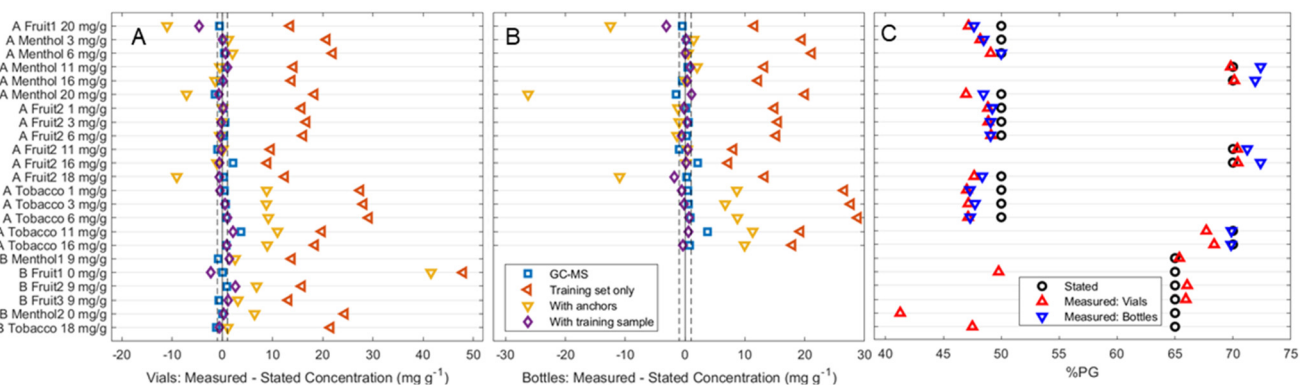 A
B
C
A Fruit1 20 mg/g
A Menthol 3 mg/g
A Menthol 6 mg/g
A Menthol 11 mg/g
A Menthol 16 mg/g
A Menthol 20 mg/g
A Fruit2 1 mg/g
A Fruit2 3 mg/g
A Fruit2 6 mg/g
A Fruit2 11 mg/g
A Fruit2 16 mg/g
A Fruit2 18 mg/g
A Tobacco 1 mg/g
A Tobacco 3 mg/g
A Tobacco 6 mg/g
A Tobacco 11 mg/g
A Tobacco 16 mg/g
B Menthol1 9 mg/g
B Fruit1 0 mg/g
B Fruit2 9 mg/g
B Fruit3 9 mg/g
B Menthol2 0 mg/g
B Tobacco 18 mg/g
-20 -10 0 10 20 30 40 50
Vials: Measured - Stated Concentration (mg g⁻¹)
GC-MS
Training set only
With anchors
With training sample
-30 -20 -10 0 10 20 30
Bottles: Measured - Stated Concentration (mg g⁻¹)
Stated
Measured: Vials
Measured: Bottles
40 45 50 55 60 65 70 75
%PG